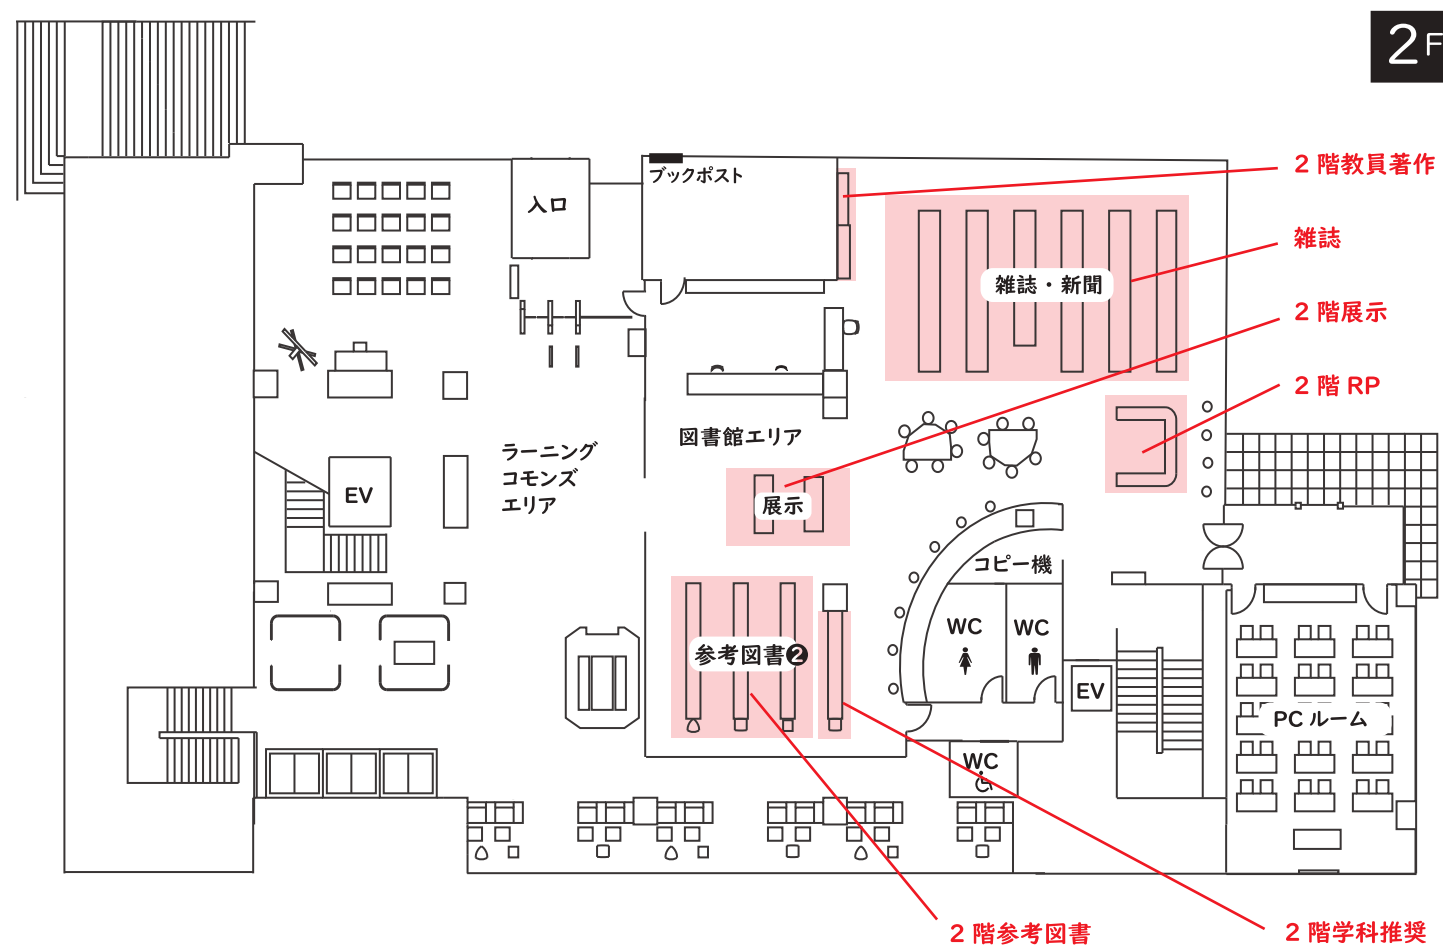 2F
ブックポスト
2 階教員著作
入口
雑誌
雑誌・新聞
2 階展示
2 階 RP
図書館エリア
ラーニング
コモンズ
エリア
EV
展示
コピー機
WC
WC
参考図書❷
EV
PC ルーム
WC
2 階参考図書
2 階学科推奨